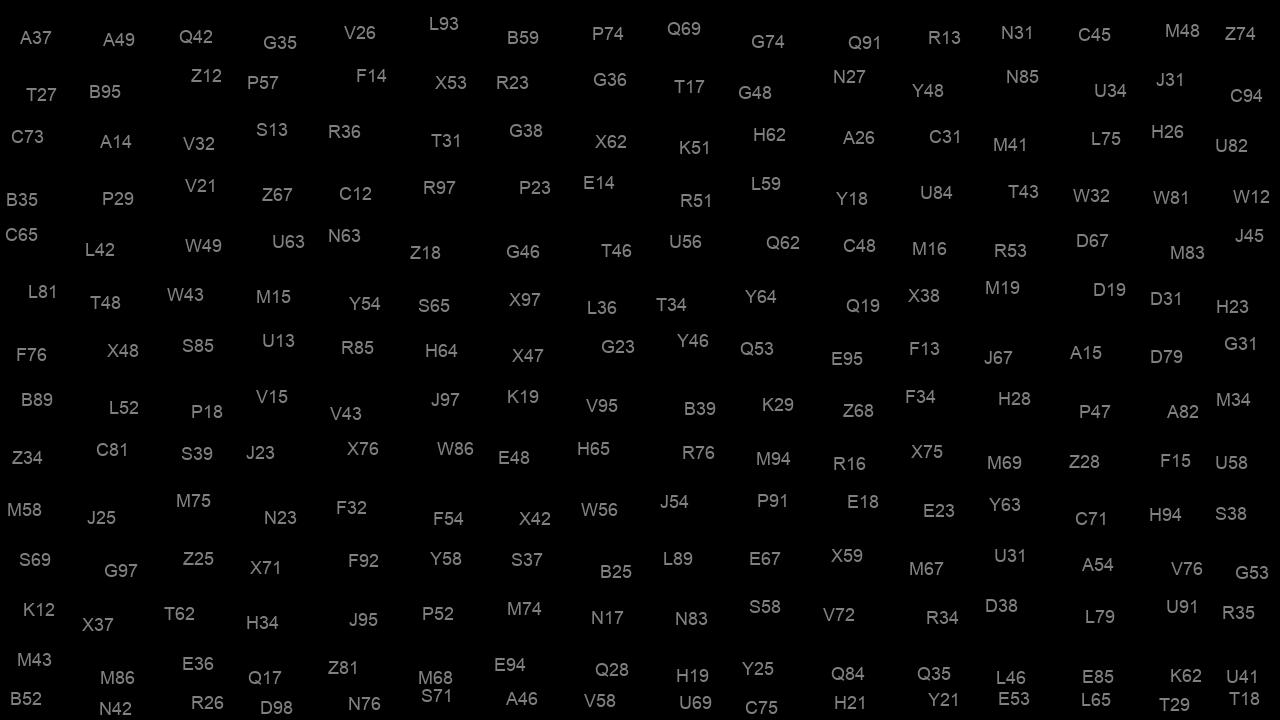 A37 A49 Q42 G35 V26 L93 B59 P74 Q69 G74 Q91 R13 N31 C45 M48 Z74
T27 B95 Z12 P57 F14 X53 R23 G36 T17 G48 N27 Y48 N85 U34 J31 C94
C73 A14 V32 S13 R36 T31 G38 X62 K51 H62 A26 C31 M41 L75 H26 U82
B35 P29 V21 Z67 C12 R97 P23 E14 R51 L59 Y18 U84 T43 W32 W81 W12
C65 L42 W49 U63 N63 Z18 G46 T46 U56 Q62 C48 M16 R53 D67 M83 J45
L81 T48 W43 M15 Y54 S65 X97 L36 T34 Y64 Q19 X38 M19 D19 D31 H23
F76 X48 S85 U13 R85 H64 X47 G23 Y46 Q53 E95 F13 J67 A15 D79 G31
B89 L52 P18 V15 V43 J97 K19 V95 B39 K29 Z68 F34 H28 P47 A82 M34
Z34 C81 S39 J23 X76 W86 E48 H65 R76 M94 R16 X75 M69 Z28 F15 U58
M58 J25 M75 N23 F32 F54 X42 W56 J54 P91 E18 E23 Y63 C71 H94 S38
S69 G97 Z25 X71 F92 Y58 S37 B25 L89 E67 X59 M67 U31 A54 V76 G53
K12 X37 T62 H34 J95 P52 M74 N17 N83 S58 V72 R34 D38 L79 U91 R35
M43 M86 E36 Q17 Z81 M68 E94 Q28 H19 Y25 Q84 Q35 L46 E85 K62 U41
B52 N42 R26 D98 N76 S71 A46 V58 U69 C75 H21 Y21 E53 L65 T29 T18